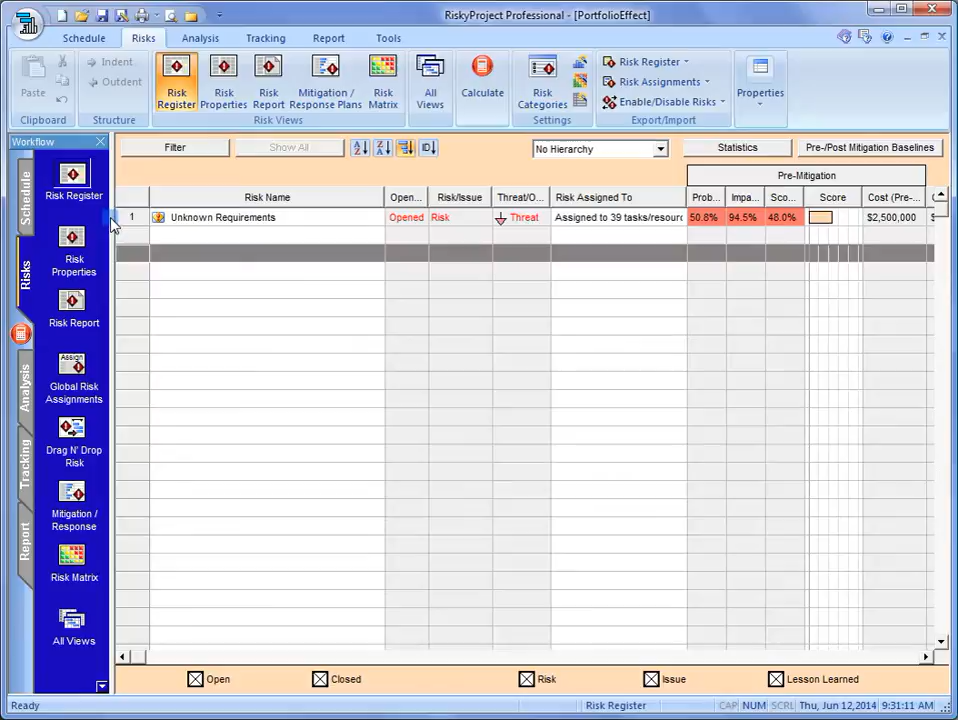 RiskyProject Professional - [PortfolioEffect]
Schedule Risks Analysis Tracking Report Tools
Paste
Indent
Outdent
Risk Register
Risk Properties
Risk Report
Mitigation / Response Plans
Risk Matrix
All Views
Calculate
Risk Categories
Risk Register
Risk Assignments
Enable/Disable Risks
Properties
Clipboard Structure Risk Views Settings Export/Import
Workflow
Schedule
Risks
Analysis
Tracking
Report
Risk Register
Risk Properties
Risk Report
Assign
Global Risk Assignments
Drag N' Drop Risk
Mitigation / Response
Risk Matrix
All Views
Filter Show All No Hierarchy Statistics Pre-/Post Mitigation Baselines
Pre-Mitigation
Risk Name Open... Risk/Issue Threat/O... Risk Assigned To Prob... Impa... Sco... Score Cost (Pre-...
1 Unknown Requirements Opened Risk Threat Assigned to 39 tasks/resourc 50.8% 94.5% 48.0% $2,500,000
Open Closed Risk Issue Lesson Learned
Ready Risk Register CAP NUM SCRL Thu, Jun 12,2014 9:31:11 AM